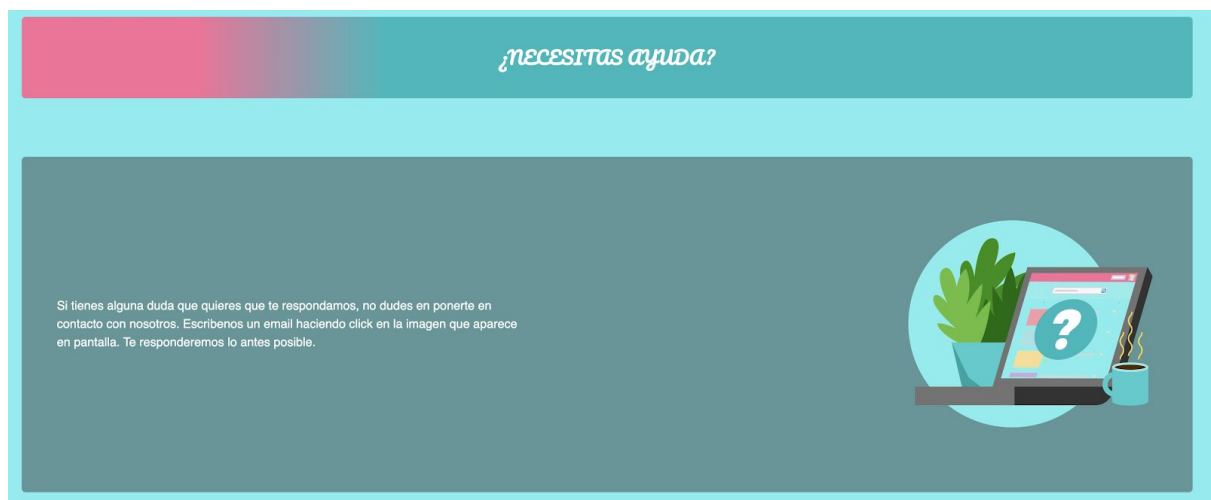 ¿NECESITAS AYUDA?
Si tienes alguna duda que quieres que te respondamos, no dudes en ponerte en
contacto con nosotros. Escribenos un email haciendo click en la imagen que aparece
en pantalla. Te responderemos lo antes posible.
?